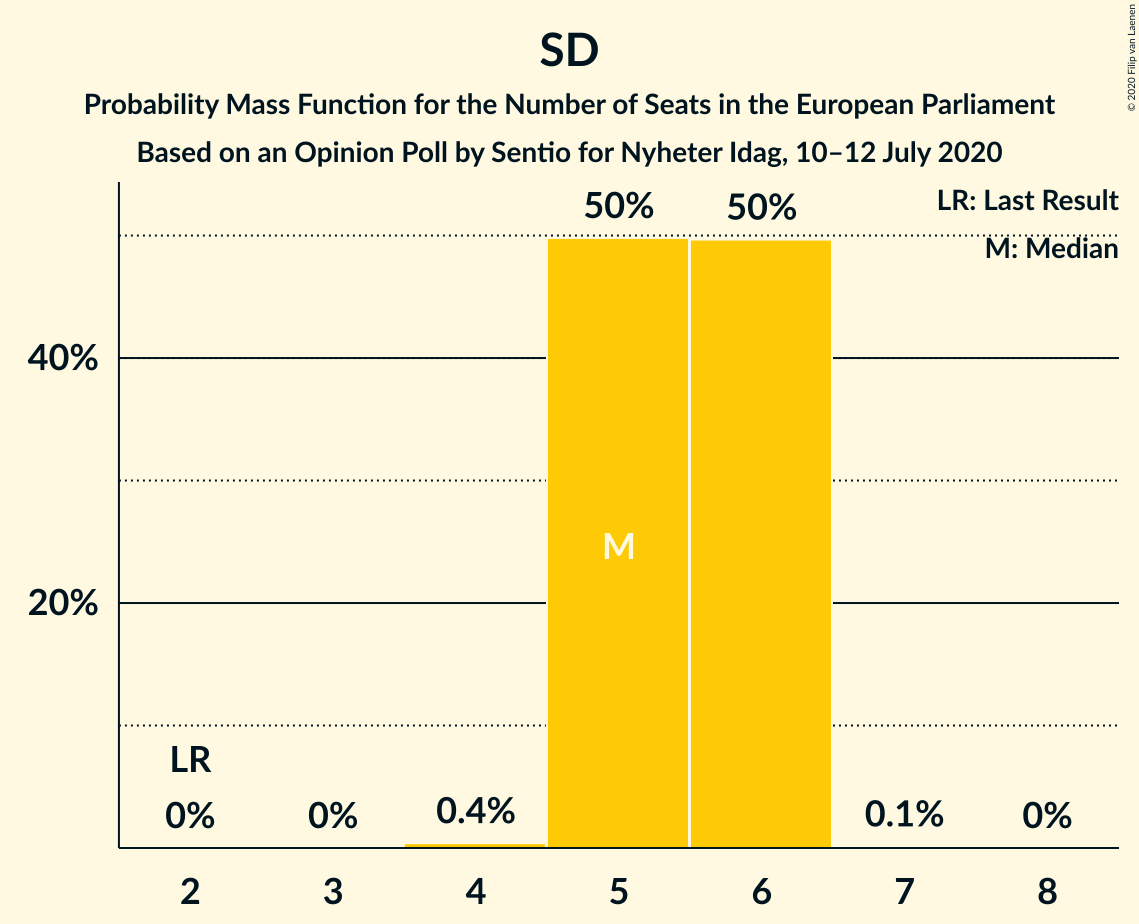 SD
Probability Mass Function for the Number of Seats in the European Parliament
Based on an Opinion Poll by Sentio for Nyheter Idag, 10–12 July 2020
© 2020 Filip van Laenen
LR: Last Result
M: Median
50%
50%
40%
M
20%
LR
0%
0%
0.4%
0.1%
0%
2
3
4
5
6
7
8